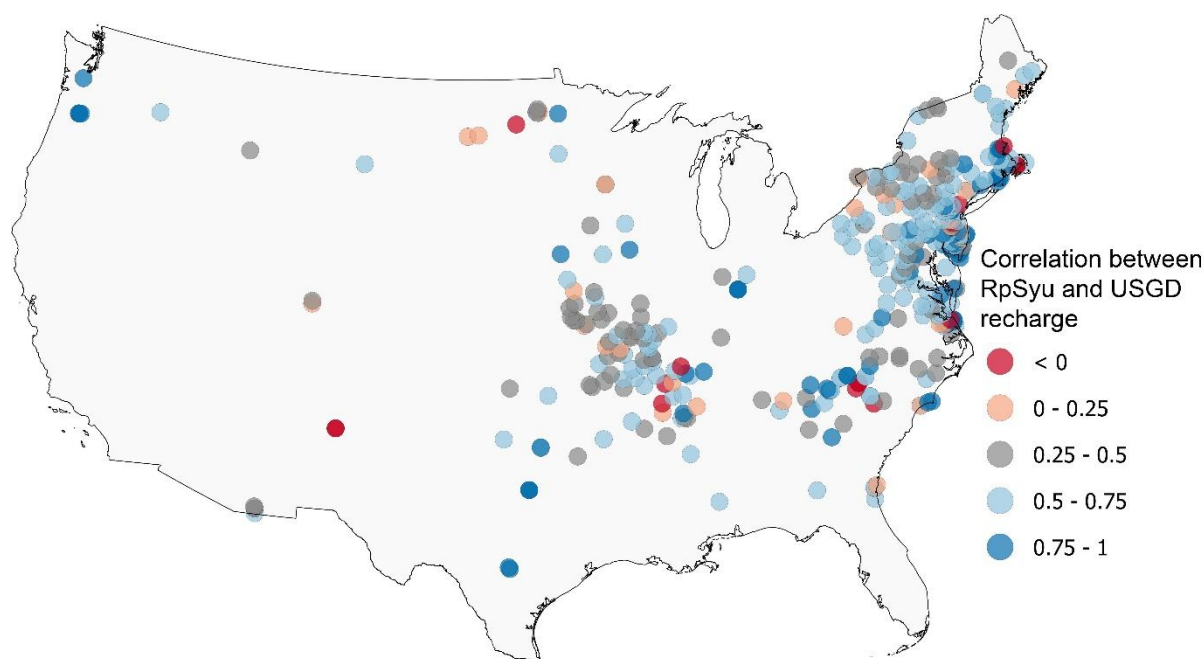 Correlation between
RpSyu and USGD
recharge
< 0
0 - 0.25
0.25 - 0.5
0.5 - 0.75
0.75 - 1